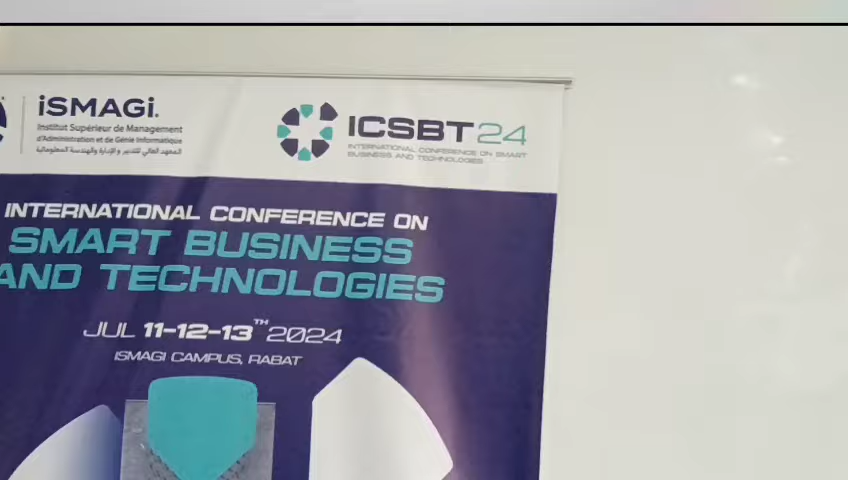 iSMAGi.
Institut Supérieur de Management
d'Administration et de Génie Informatique
المعهد العالي للتدبير و الإدارة والهندسة المعلوماتية
ICSBT24
INTERNATIONAL CONFERENCE ON SMART
BUSINESS AND TECHNOLOGIES
INTERNATIONAL CONFERENCE ON
SMART BUSINESS
AND TECHNOLOGIES
JUL 11-12-13TH 2024
ISMAGI CAMPUS, RABAT